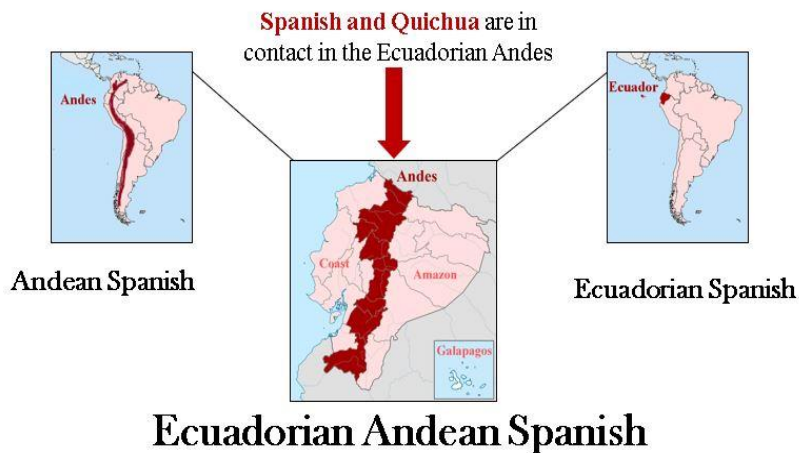 Spanish and Quichua are in
contact in the Ecuadorian Andes
Andes
Ecuador
Andes
Coast
Amazon
Galapagos
Andean Spanish
Ecuadorian Spanish
Ecuadorian Andean Spanish